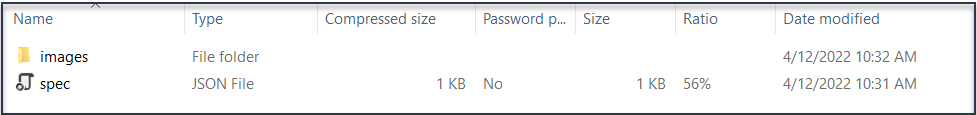 Name Type Compressed size Password p... Size Ratio Date modified
images File folder 4/12/2022 10:32 AM
spec JSON File 1 KB No 1 KB 56% 4/12/2022 10:31 AM